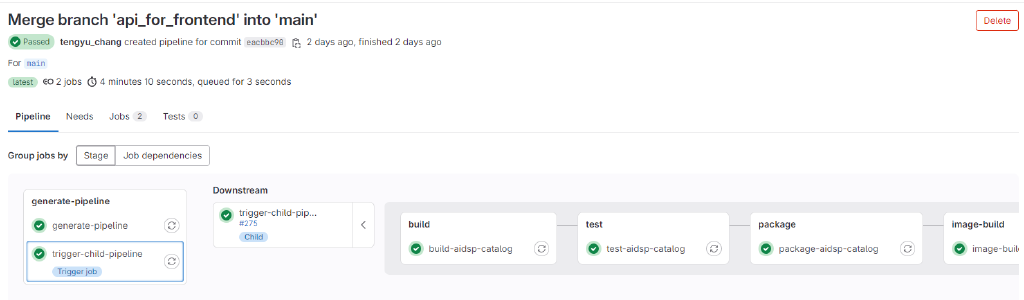 Merge branch 'api_for_frontend' into 'main'
Delete
Passed tengyu_chang created pipeline for commit eacbbc90 2 days ago, finished 2 days ago
For main
latest 2 jobs 4 minutes 10 seconds, queued for 3 seconds
Pipeline Needs Jobs 2 Tests 0
Group jobs by Stage Job dependencies
generate-pipeline
generate-pipeline
trigger-child-pipeline
Trigger job
Downstream
trigger-child-pip...
#275
Child
build
build-aidsp-catalog
test
test-aidsp-catalog
package
package-aidsp-catalog
image-build
image-buil